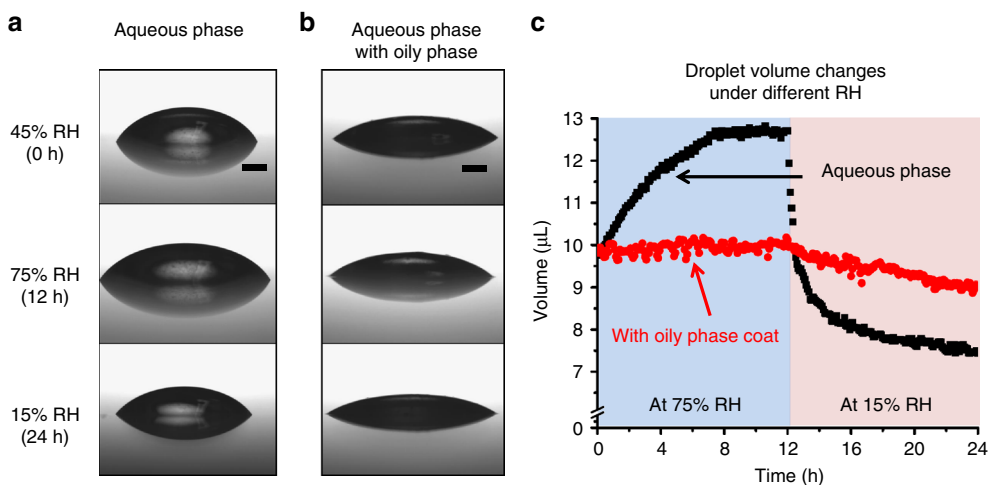 a
Aqueous phase
45% RH
(0 h)
75% RH
(12 h)
15% RH
(24 h)
b
Aqueous phase
with oily phase
c
Droplet volume changes
under different RH
Volume (µL)
13
12
11
10
9
8
7
0
Aqueous phase
With oily phase coat
At 75% RH
At 15% RH
0
4
8
12
16
20
24
Time (h)